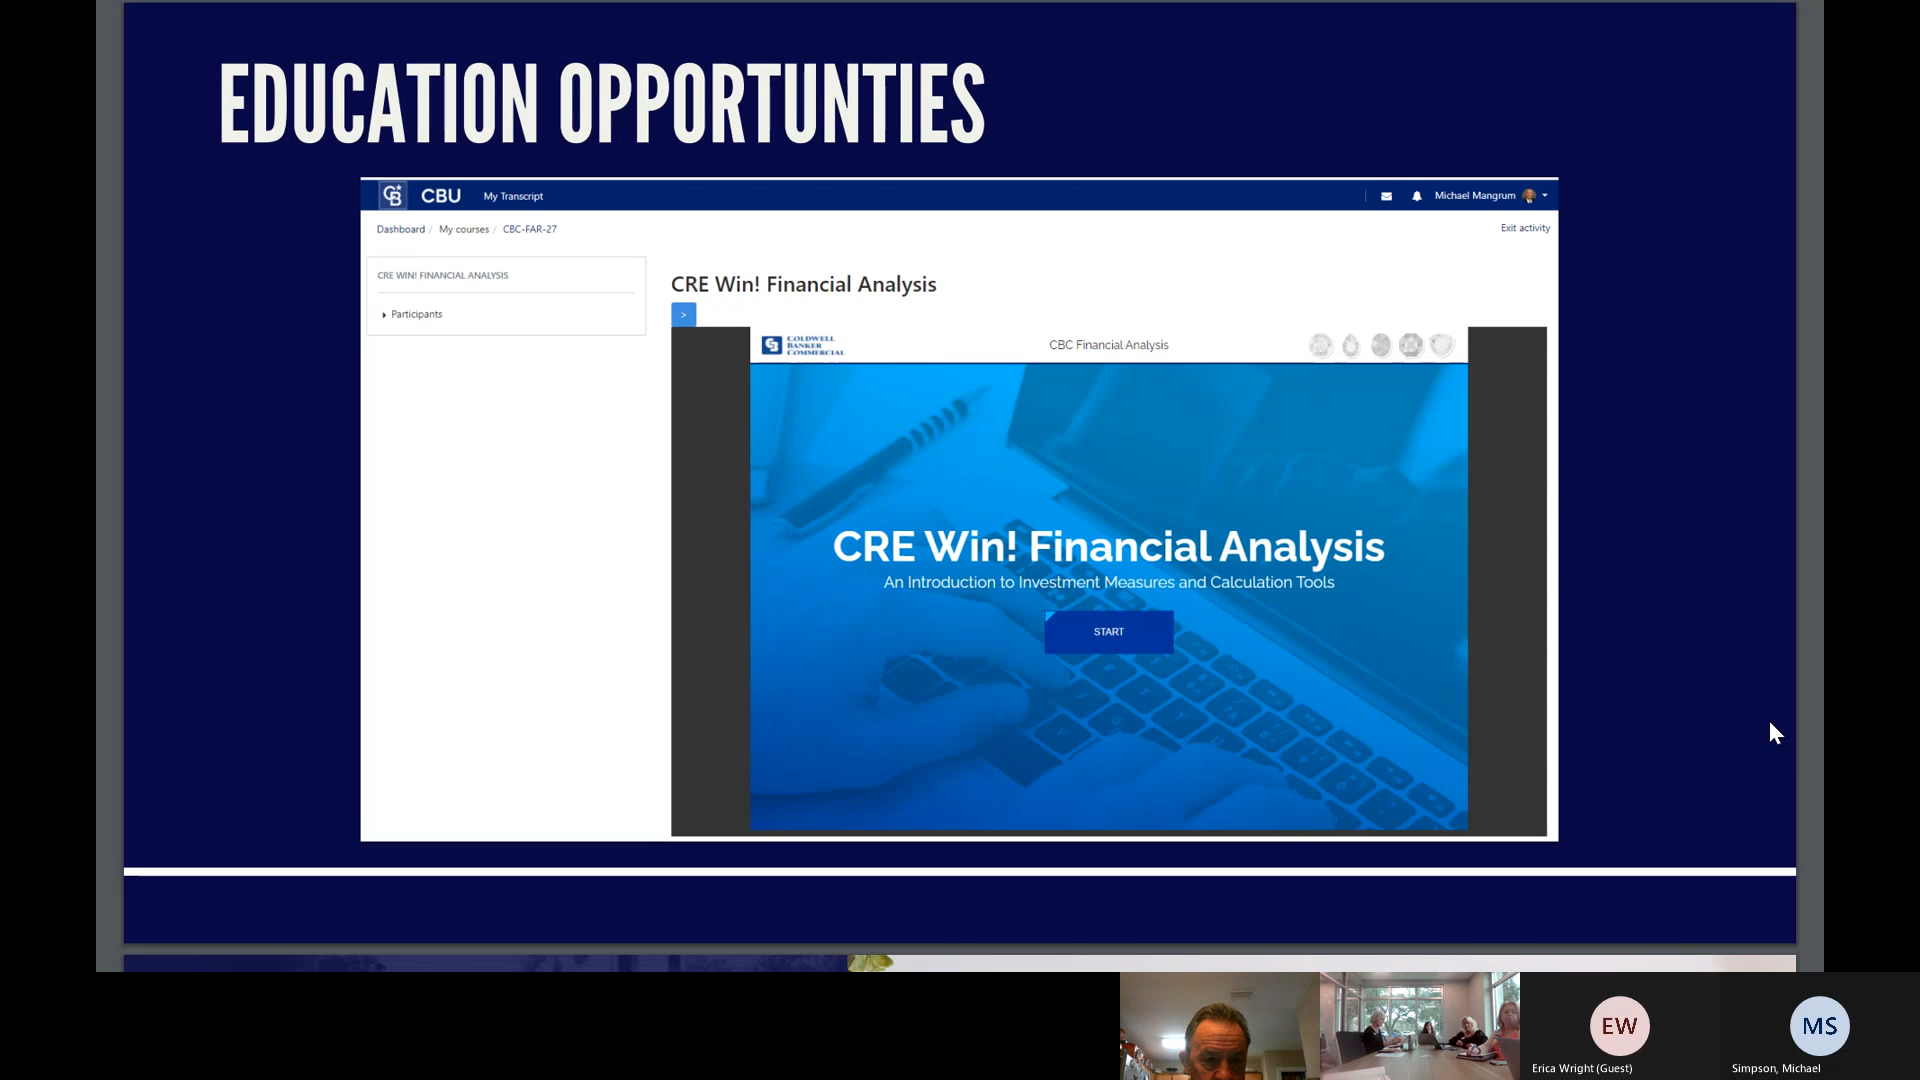 EDUCATION OPPORTUNTIES
CB CBU My Transcript Michael Mangrum
Dashboard / My courses / CBC-FAR-27 Exit activity
CRE WIN! FINANCIAL ANALYSIS
Participants
CRE Win! Financial Analysis
>
COLDWELL
BANKER
COMMERCIAL
CBC Financial Analysis
CRE Win! Financial Analysis
An Introduction to Investment Measures and Calculation Tools
START
EW
Erica Wright (Guest)
MS
Simpson, Michael